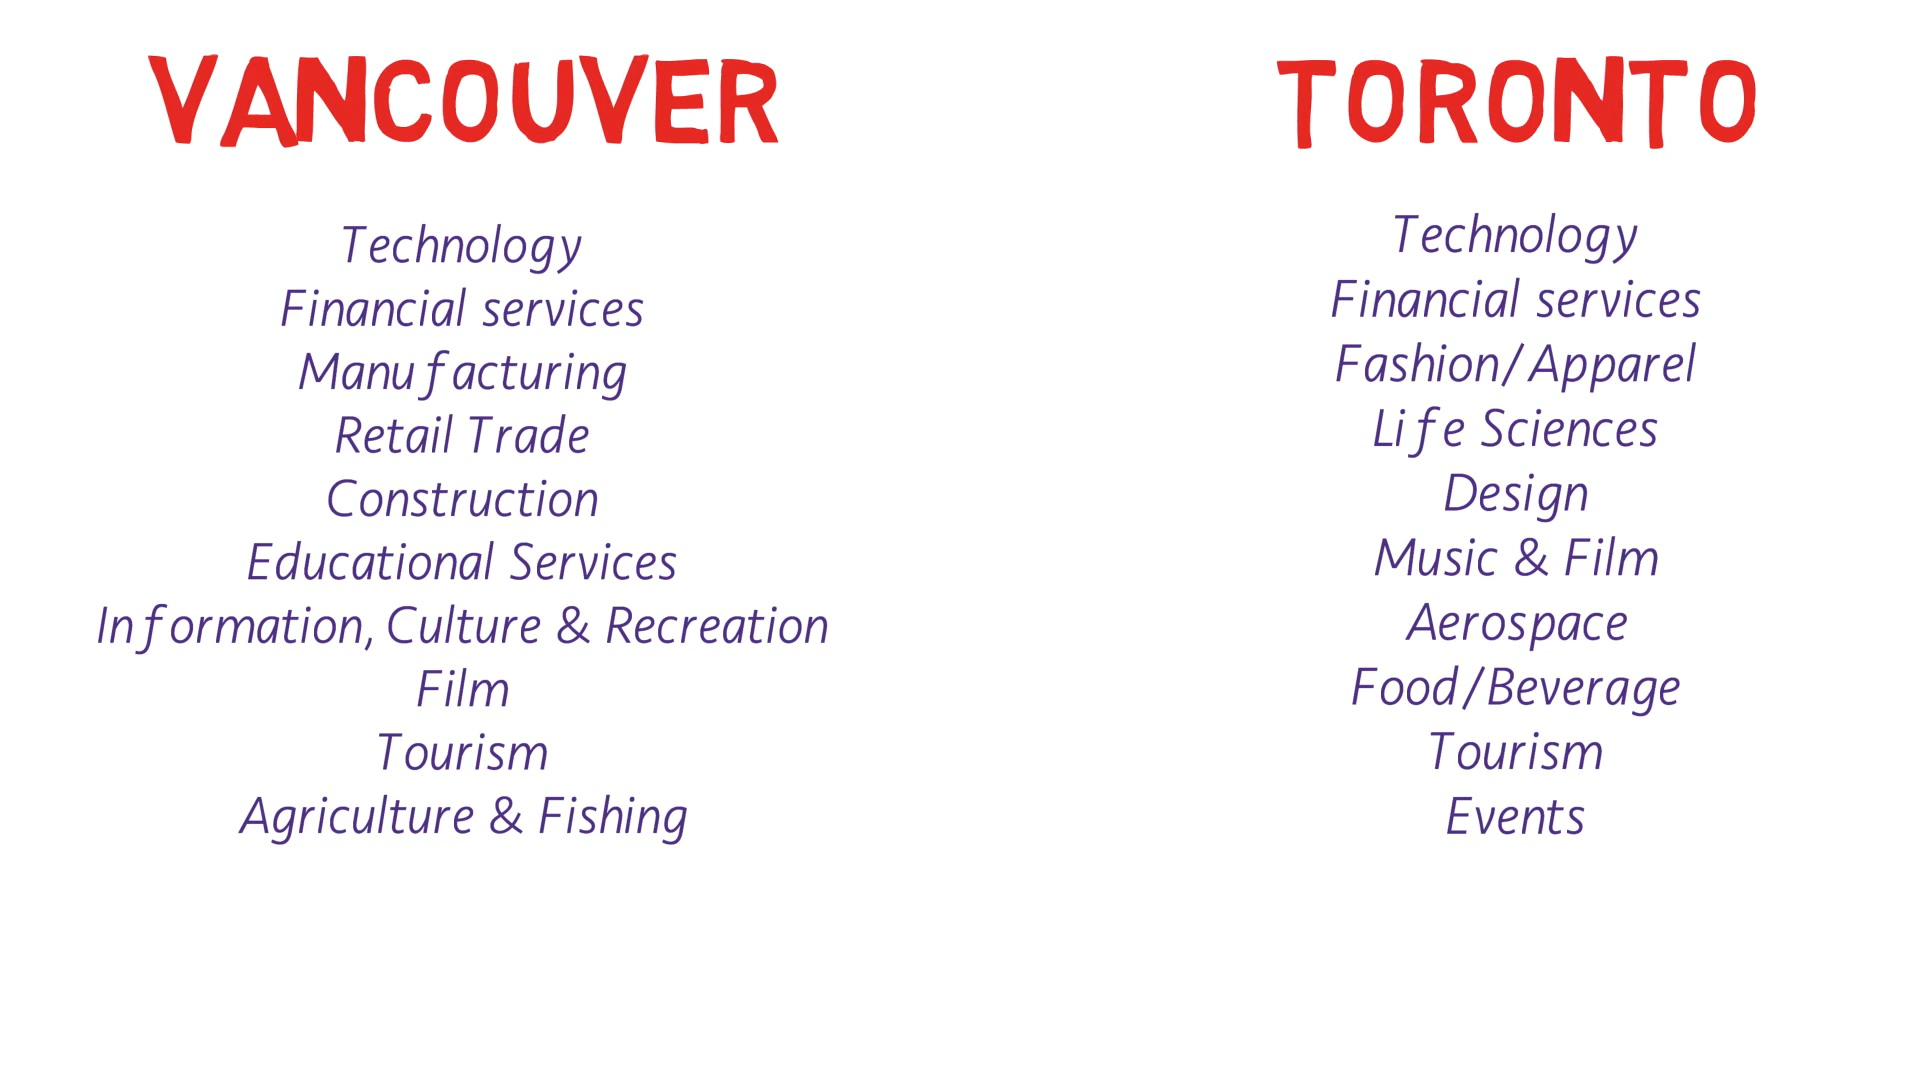 VANCOUVER
Technology
Financial services
Manufacturing
Retail Trade
Construction
Educational Services
Information, Culture & Recreation
Film
Tourism
Agriculture & Fishing
TORONTO
Technology
Financial services
Fashion/Apparel
Life Sciences
Design
Music & Film
Aerospace
Food/Beverage
Tourism
Events